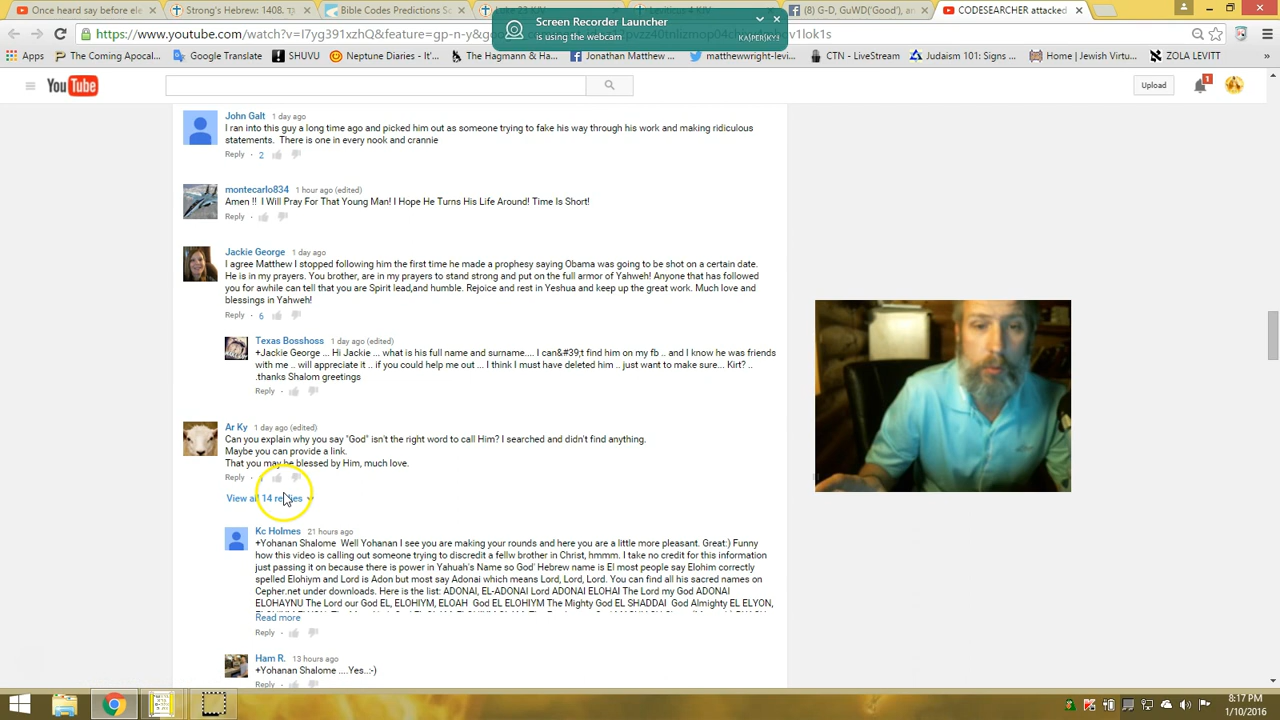 Once heard say before elec
Strong's Hebrew: 1408. גַּד
Bible Codes Predictions Sc
Luke 23 KJV
Leviticus 4 KJV
(8) G-D, GuWD('Good'), an
CODESEARCHER attacked
Screen Recorder Launcher
is using the webcam
KASPERSKY
https://www.youtube.com/watch?v=I7yg391xzhQ&feature=gp-n-y&google_
Apps
The Coming Apocal...
Google Translate
SHUVU
Neptune Diaries - It'...
The Hagmann & Ha...
Jonathan Matthew ...
matthewwright-levi...
CTN - LiveStream
Judaism 101: Signs ...
Home | Jewish Virtu...
ZOLA LEVITT
»
YouTube
Upload
1
John Galt 1 day ago
I ran into this guy a long time ago and picked him out as someone trying to fake his way through his work and making ridiculous
statements. There is one in every nook and crannie
Reply · 2
montecarlo834 1 hour ago (edited)
Amen !! I Will Pray For That Young Man! I Hope He Turns His Life Around! Time Is Short!
Reply ·
Jackie George 1 day ago
I agree Matthew I stopped following him the first time he made a prophesy saying Obama was going to be shot on a certain date.
He is in my prayers. You brother, are in my prayers to stand strong and put on the full armor of Yahweh! Anyone that has followed
you for awhile can tell that you are Spirit lead,and humble. Rejoice and rest in Yeshua and keep up the great work. Much love and
blessings in Yahweh!
Reply · 6
Texas Bosshoss 1 day ago (edited)
+Jackie George ... Hi Jackie ... what is his full name and surname.... I can&#39;t find him on my fb .. and I know he was friends
with me .. will appreciate it .. if you could help me out ... I think I must have deleted him .. just want to make sure... Kirt? ..
.thanks Shalom greetings
Reply ·
Ar Ky 1 day ago (edited)
Can you explain why you say "God" isn't the right word to call Him? I searched and didn't find anything.
Maybe you can provide a link.
That you may be blessed by Him, much love.
Reply ·
View all 14 replies
Kc Holmes 21 hours ago
+Yohanan Shalome Well Yohanan I see you are making your rounds and here you are a little more pleasant. Great:) Funny
how this video is calling out someone trying to discredit a fellw brother in Christ, hmmm. I take no credit for this information
just passing it on because there is power in Yahuah's Name so God' Hebrew name is El most people say Elohim correctly
spelled Elohiym and Lord is Adon but most say Adonai which means Lord, Lord, Lord. You can find all his sacred names on
Cepher.net under downloads. Here is the list: ADONAI, EL-ADONAI Lord ADONAI ELOHAI The Lord my God ADONAI
ELOHAYNU The Lord our God EL, ELOHIYM, ELOAH God EL ELOHIYM The Mighty God EL SHADDAI God Almighty EL ELYON,
Read more
Reply ·
Ham R. 13 hours ago
+Yohanan Shalome ....Yes..:-)
Reply ·
8:17 PM
1/10/2016